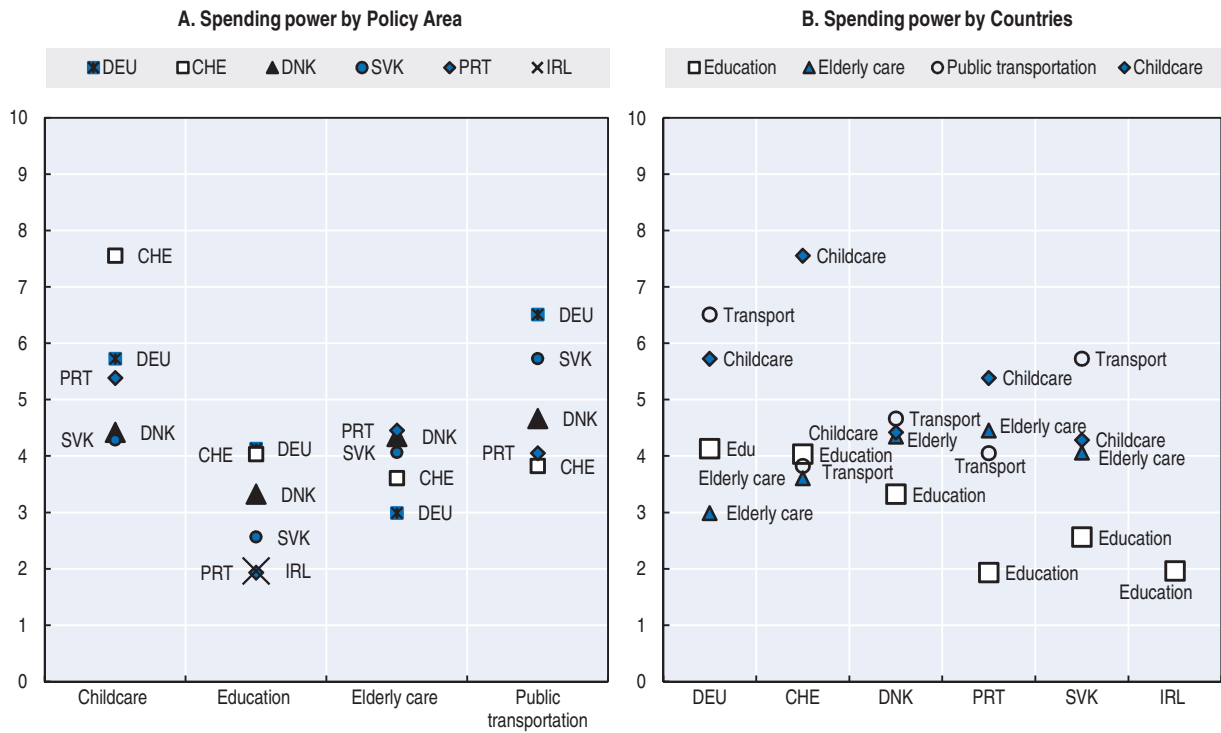 A. Spending power by Policy Area
DEU CHE DNK SVK PRT IRL
10
9
8
7
6
5
4
3
2
1
0
CHE
DEU
PRT
DNK
SVK
DEU
CHE
DNK
SVK
PRT
IRL
PRT
DNK
SVK
CHE
DEU
DEU
SVK
DNK
PRT
CHE
Childcare Education Elderly care Public
transportation
B. Spending power by Countries
Education Elderly care Public transportation Childcare
10
9
8
7
6
5
4
3
2
1
0
Transport
Childcare
Edu
Elderly care
Childcare
Education
Transport
Elderly care
Transport
Childcare
Elderly
Education
Childcare
Elderly care
Transport
Education
Transport
Childcare
Elderly care
Education
Education
DEU CHE DNK PRT SVK IRL